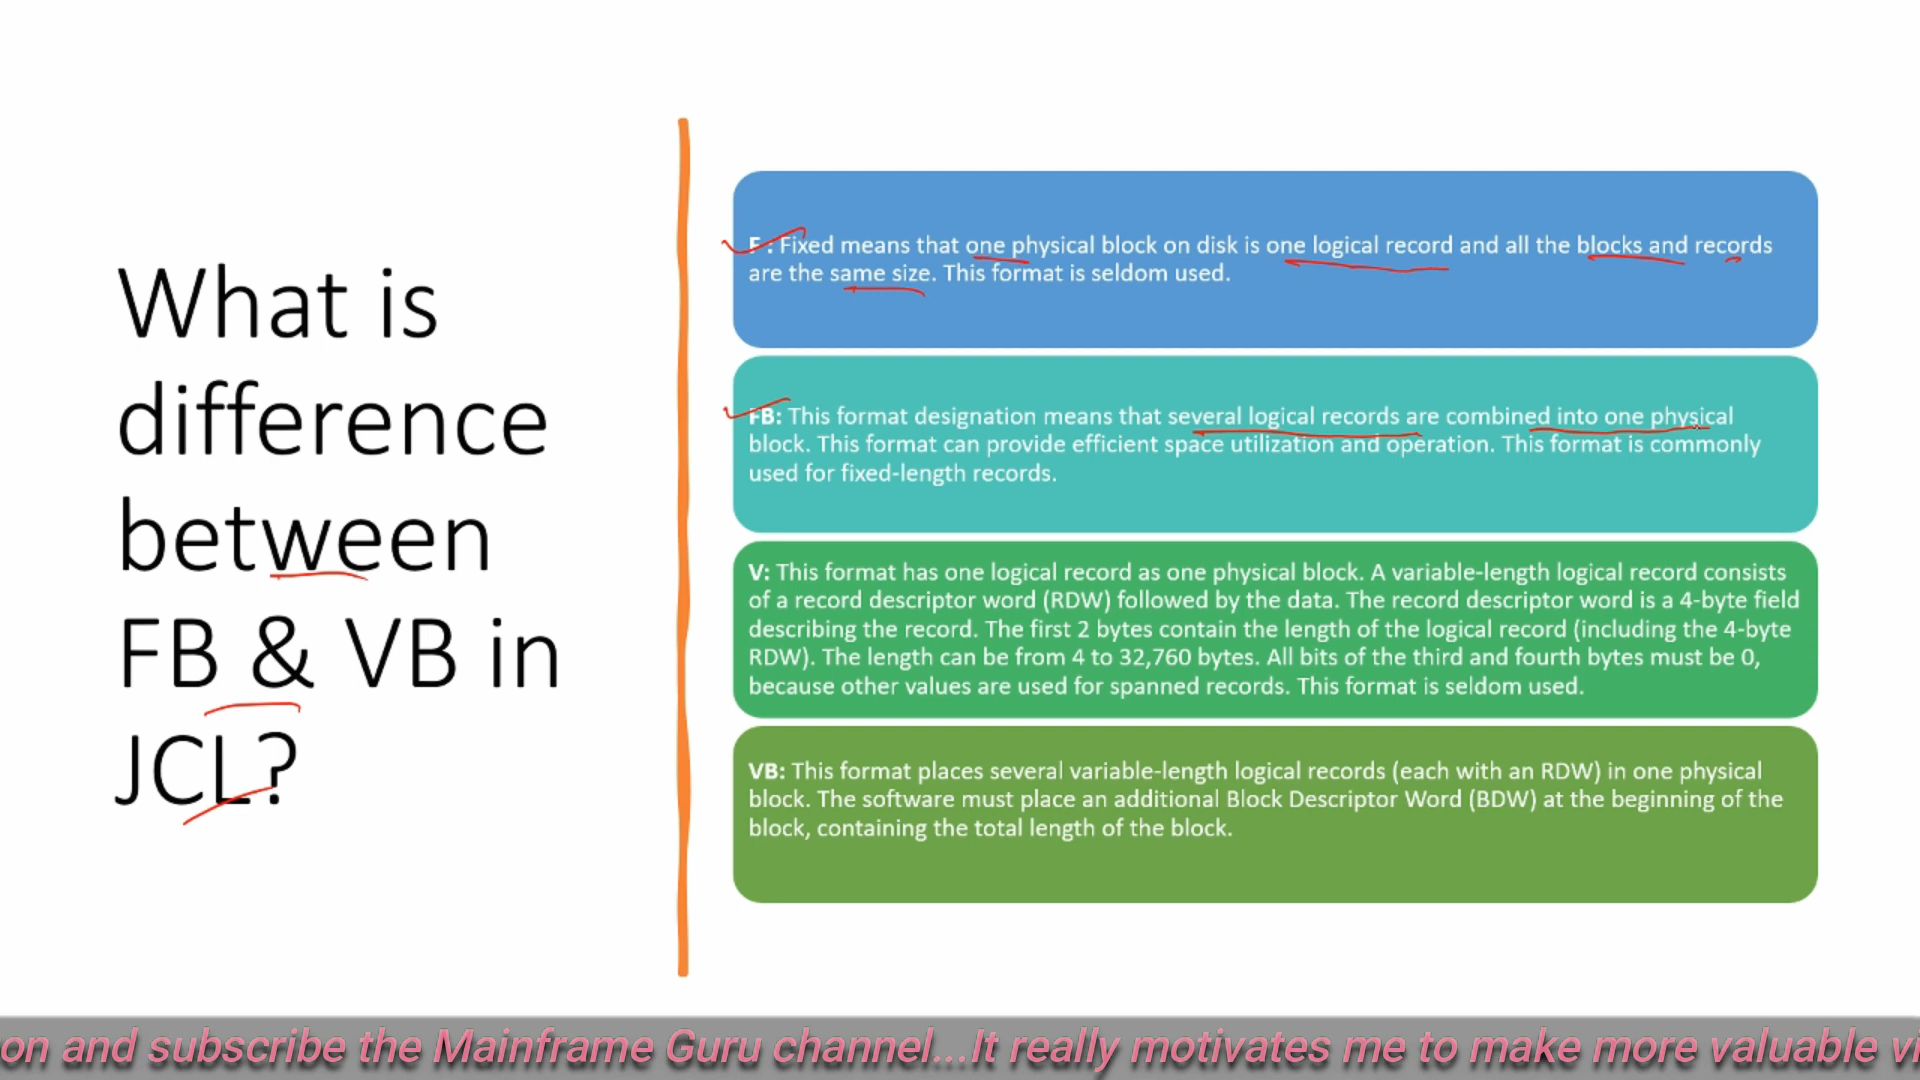 What is
difference
between
FB & VB in
JCL?
F : Fixed means that one physical block on disk is one logical record and all the blocks and records
are the same size. This format is seldom used.
FB: This format designation means that several logical records are combined into one physical
block. This format can provide efficient space utilization and operation. This format is commonly
used for fixed-length records.
V: This format has one logical record as one physical block. A variable-length logical record consists
of a record descriptor word (RDW) followed by the data. The record descriptor word is a 4-byte field
describing the record. The first 2 bytes contain the length of the logical record (including the 4-byte
RDW). The length can be from 4 to 32,760 bytes. All bits of the third and fourth bytes must be 0,
because other values are used for spanned records. This format is seldom used.
VB: This format places several variable-length logical records (each with an RDW) in one physical
block. The software must place an additional Block Descriptor Word (BDW) at the beginning of the
block, containing the total length of the block.
on and subscribe the Mainframe Guru channel...It really motivates me to make more valuable vi